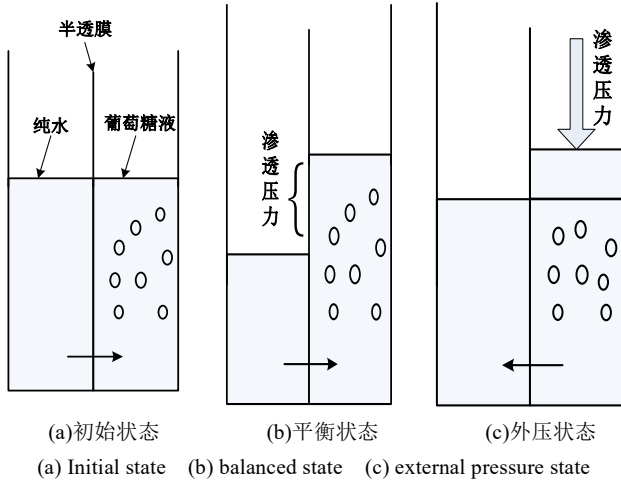 半透膜
纯水
葡萄糖液
渗透压力
渗透压力
(a)初始状态
(b)平衡状态
(c)外压状态
(a) Initial state (b) balanced state (c) external pressure state